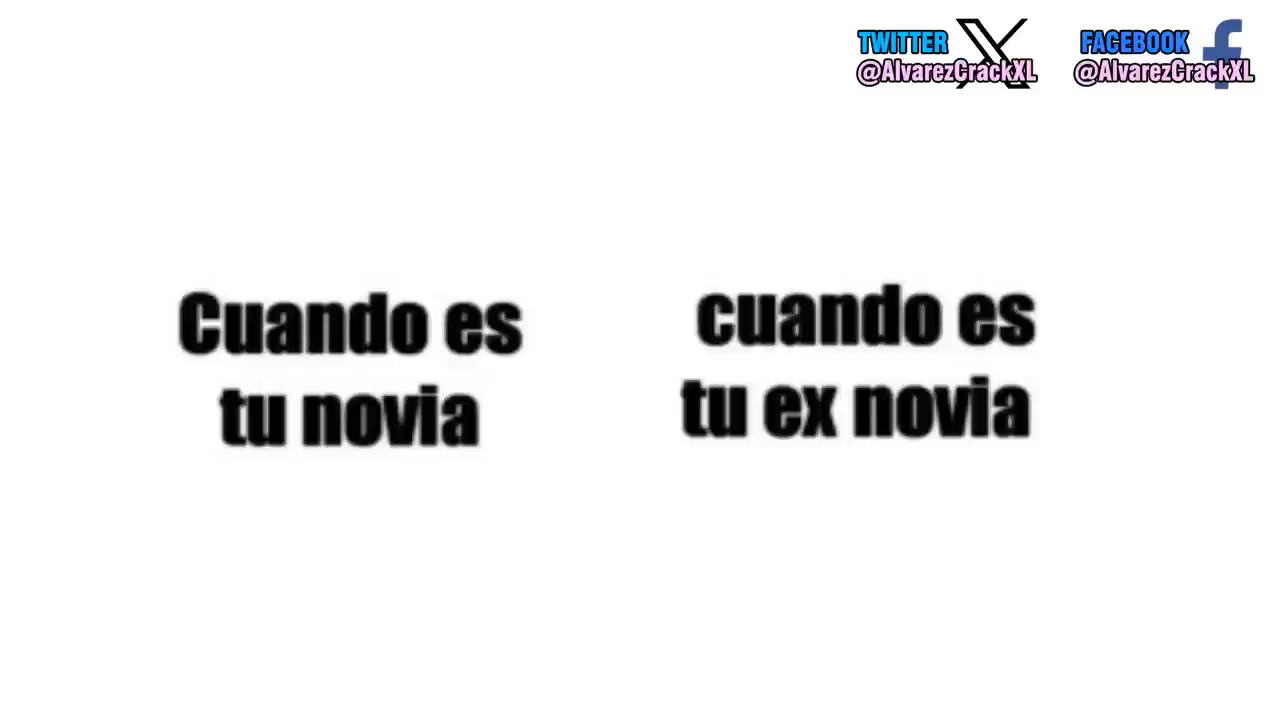 TWITTER
@AlvarezCrackXL
FACEBOOK
@AlvarezCrackXL
Cuando es
tu novia
cuando es
tu ex novia